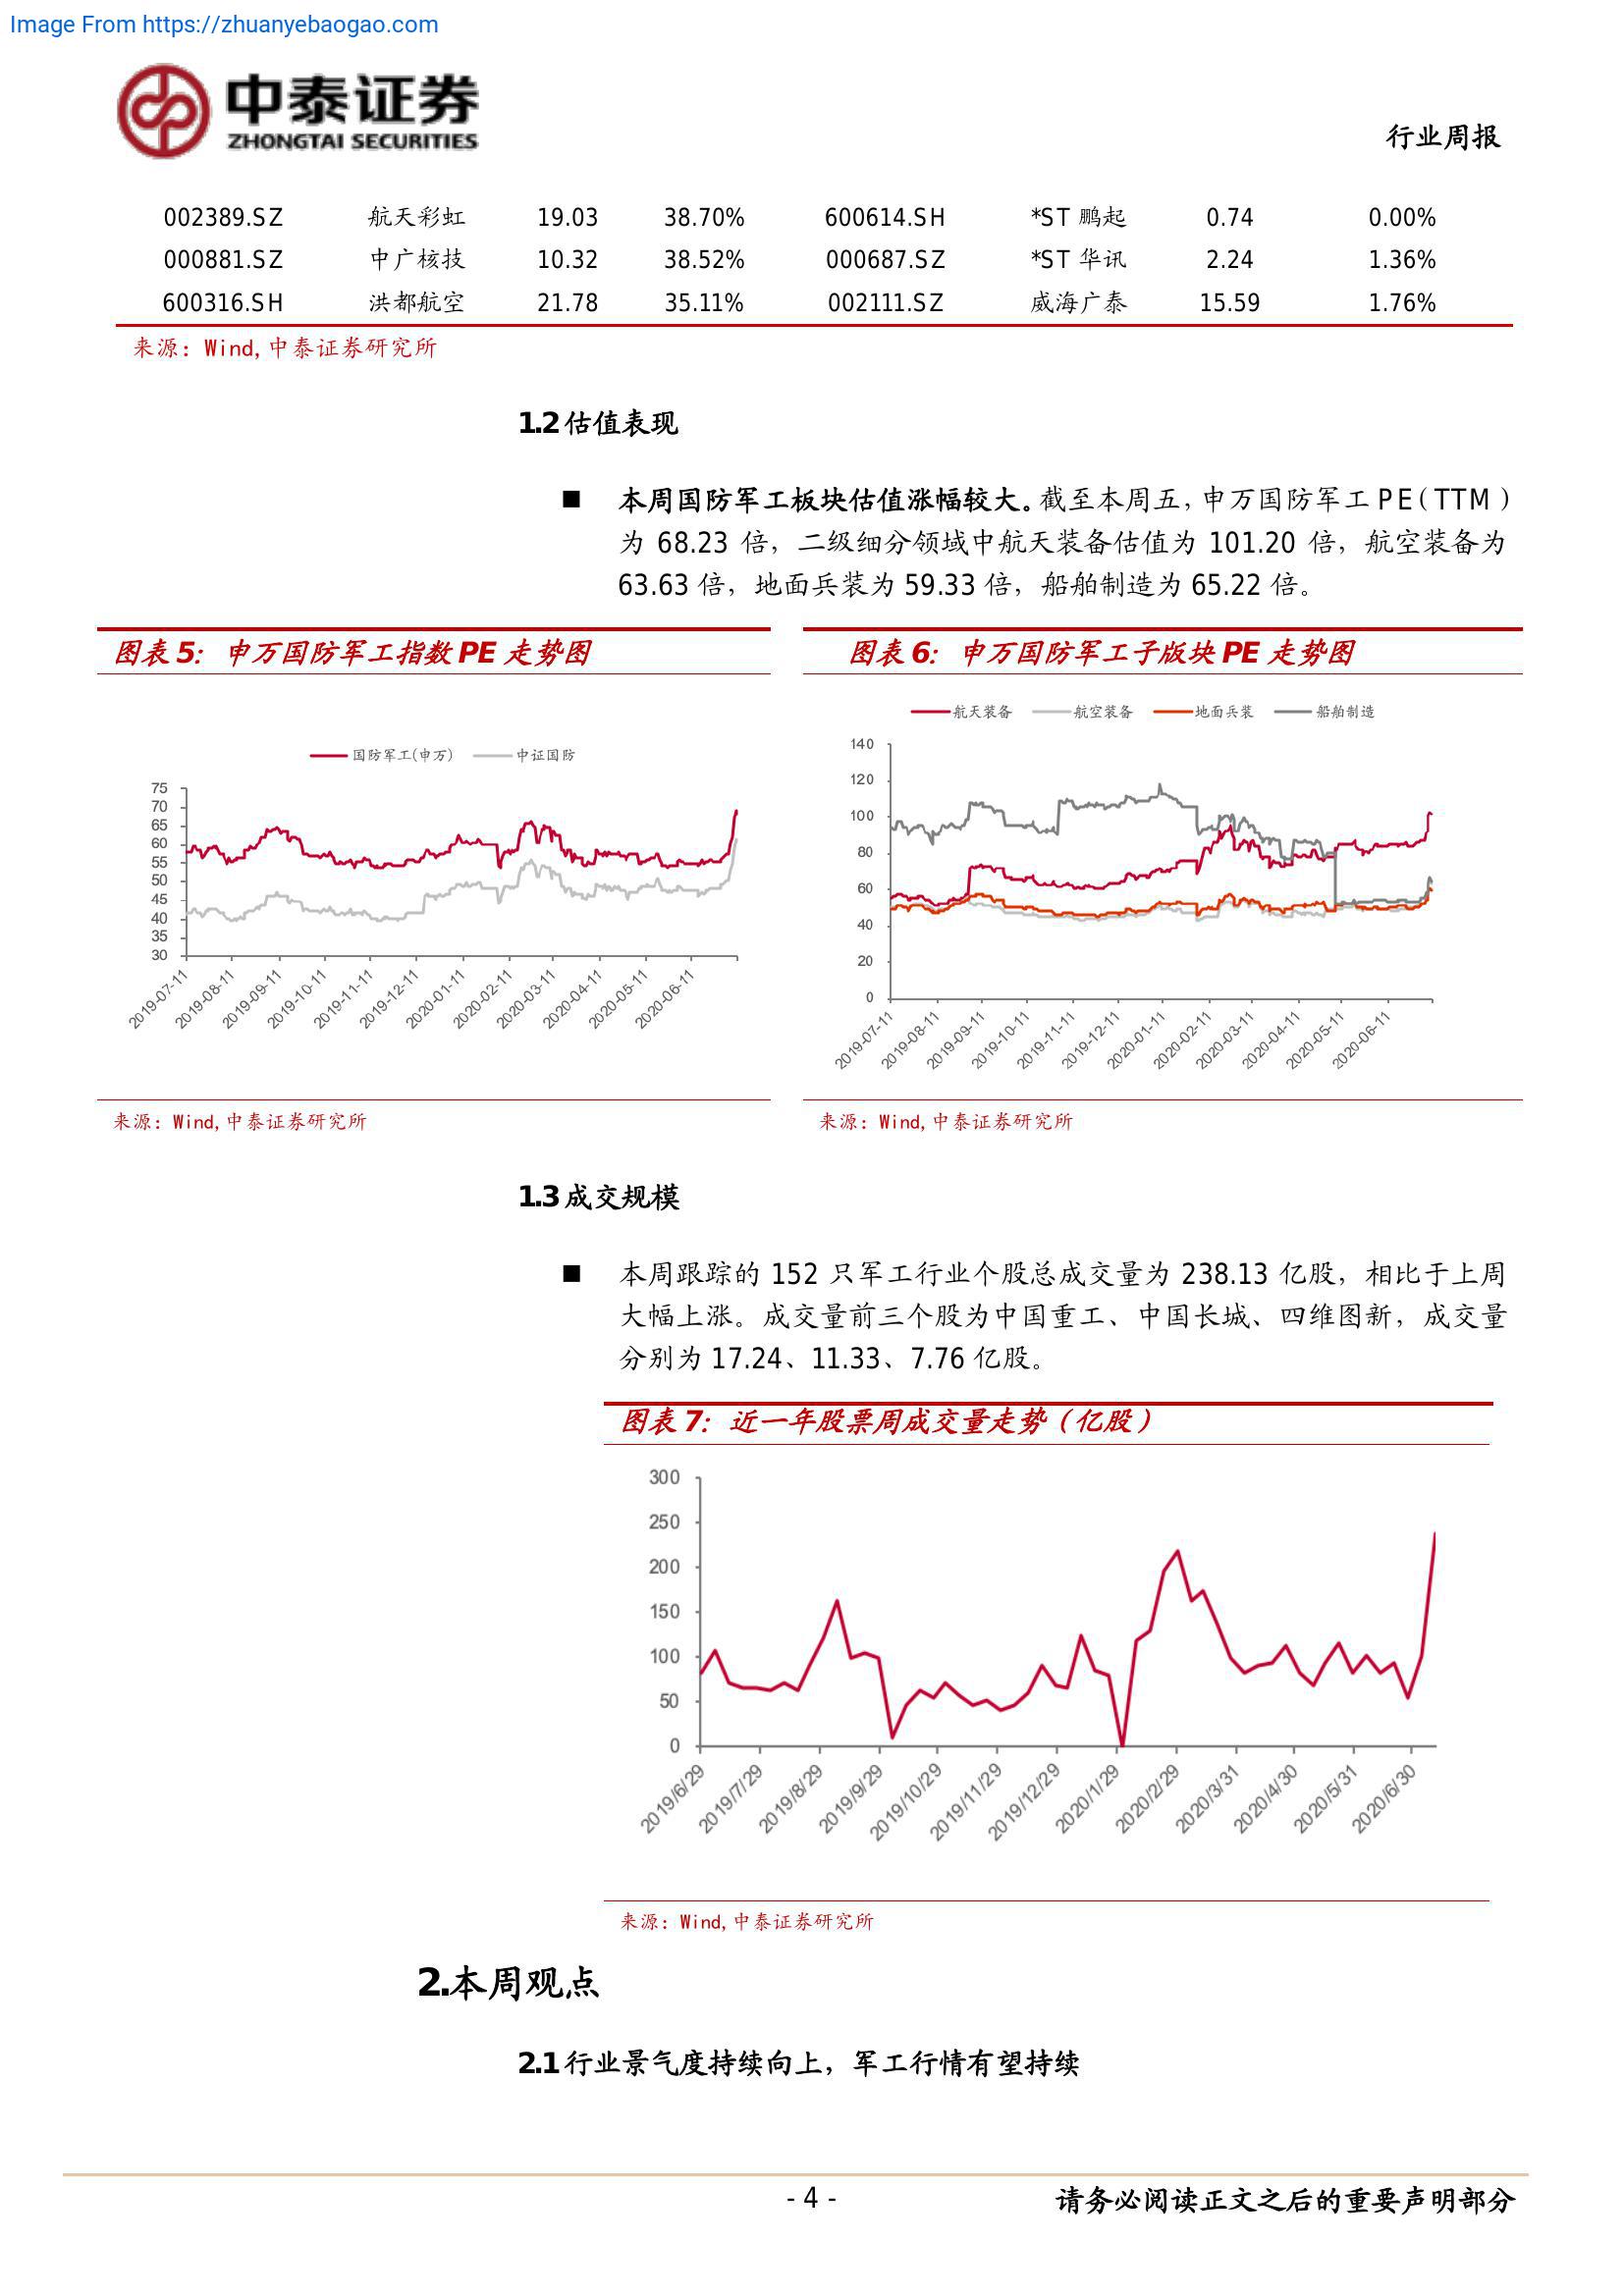 Image From https://zhuanyebaogao.com
中泰证券
ZHONGTAI SECURITIES
行业周报
002389.SZ 航天彩虹 19.03 38.70% 600614.SH *ST 鹏起 0.74 0.00%
000881.SZ 中广核技 10.32 38.52% 000687.SZ *ST 华讯 2.24 1.36%
600316.SH 洪都航空 21.78 35.11% 002111.SZ 威海广泰 15.59 1.76%
来源：Wind,中泰证券研究所
1.2 估值表现
■ 本周国防军工板块估值涨幅较大。截至本周五，申万国防军工 PE（TTM）
为 68.23 倍，二级细分领域中航天装备估值为 101.20 倍，航空装备为
63.63 倍，地面兵装为 59.33 倍，船舶制造为 65.22 倍。
图表 5：申万国防军工指数 PE 走势图
国防军工(申万) 中证国防
75
70
65
60
55
50
45
40
35
30
2019-07-11 2019-08-11 2019-09-11 2019-10-11 2019-11-11 2019-12-11 2020-01-11 2020-02-11 2020-03-11 2020-04-11 2020-05-11 2020-06-11
来源：Wind,中泰证券研究所
图表 6：申万国防军工子版块 PE 走势图
航天装备 航空装备 地面兵装 船舶制造
140
120
100
80
60
40
20
0
2019-07-11 2019-08-11 2019-09-11 2019-10-11 2019-11-11 2019-12-11 2020-01-11 2020-02-11 2020-03-11 2020-04-11 2020-05-11 2020-06-11
来源：Wind,中泰证券研究所
1.3 成交规模
■ 本周跟踪的 152 只军工行业个股总成交量为 238.13 亿股，相比于上周
大幅上涨。成交量前三个股为中国重工、中国长城、四维图新，成交量
分别为 17.24、11.33、7.76 亿股。
图表 7：近一年股票周成交量走势（亿股）
300
250
200
150
100
50
0
2019/6/29 2019/7/29 2019/8/29 2019/9/29 2019/10/29 2019/11/29 2019/12/29 2020/1/29 2020/2/29 2020/3/31 2020/4/30 2020/5/31 2020/6/30
来源：Wind,中泰证券研究所
2.本周观点
2.1 行业景气度持续向上，军工行情有望持续
- 4 -
请务必阅读正文之后的重要声明部分